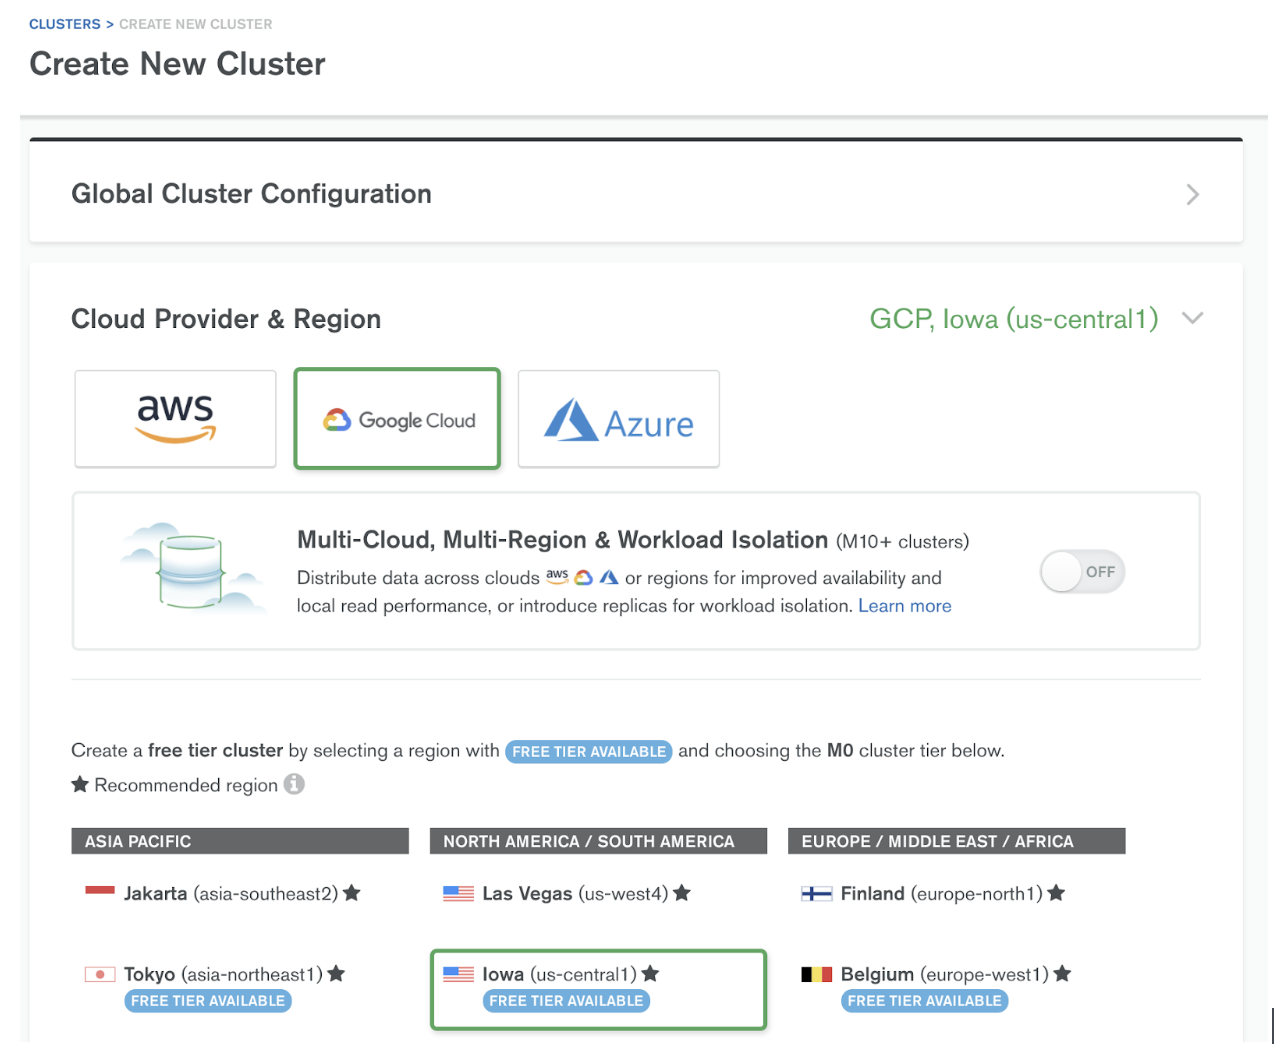 CLUSTERS > CREATE NEW CLUSTER
Create New Cluster
Global Cluster Configuration
Cloud Provider & Region
GCP, Iowa (us-central1)
aws
Google Cloud
Azure
Multi-Cloud, Multi-Region & Workload Isolation (M10+ clusters)
Distribute data across clouds aws or regions for improved availability and
local read performance, or introduce replicas for workload isolation. Learn more
OFF
Create a free tier cluster by selecting a region with FREE TIER AVAILABLE and choosing the M0 cluster tier below.
★ Recommended region i
ASIA PACIFIC
NORTH AMERICA / SOUTH AMERICA
EUROPE / MIDDLE EAST / AFRICA
Jakarta (asia-southeast2) ★
Las Vegas (us-west4) ★
Finland (europe-north1) ★
Tokyo (asia-northeast1) ★
FREE TIER AVAILABLE
Iowa (us-central1) ★
FREE TIER AVAILABLE
Belgium (europe-west1) ★
FREE TIER AVAILABLE